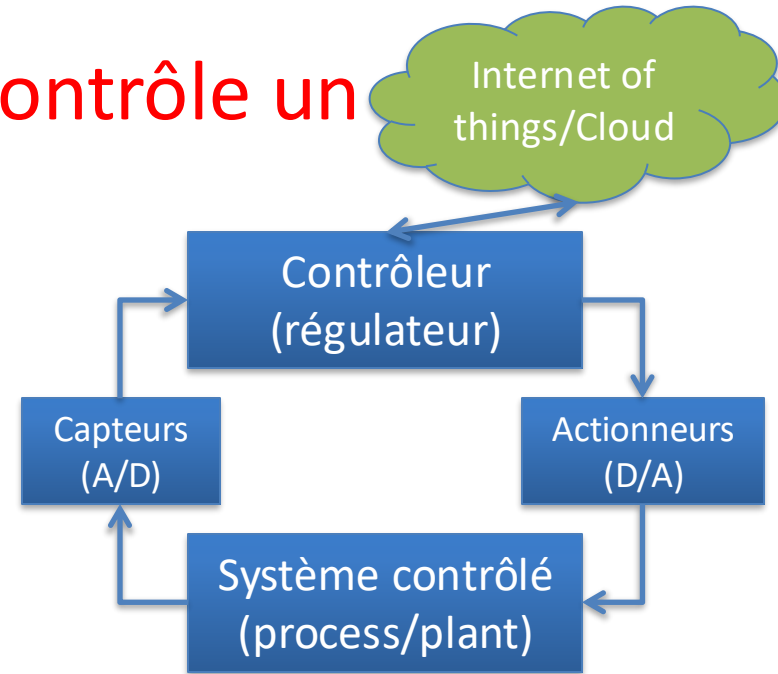 ontrôle un
Internet of
things/Cloud
Contrôleur
(régulateur)
Capteurs
(A/D)
Actionneurs
(D/A)
Système contrôlé
(process/plant)